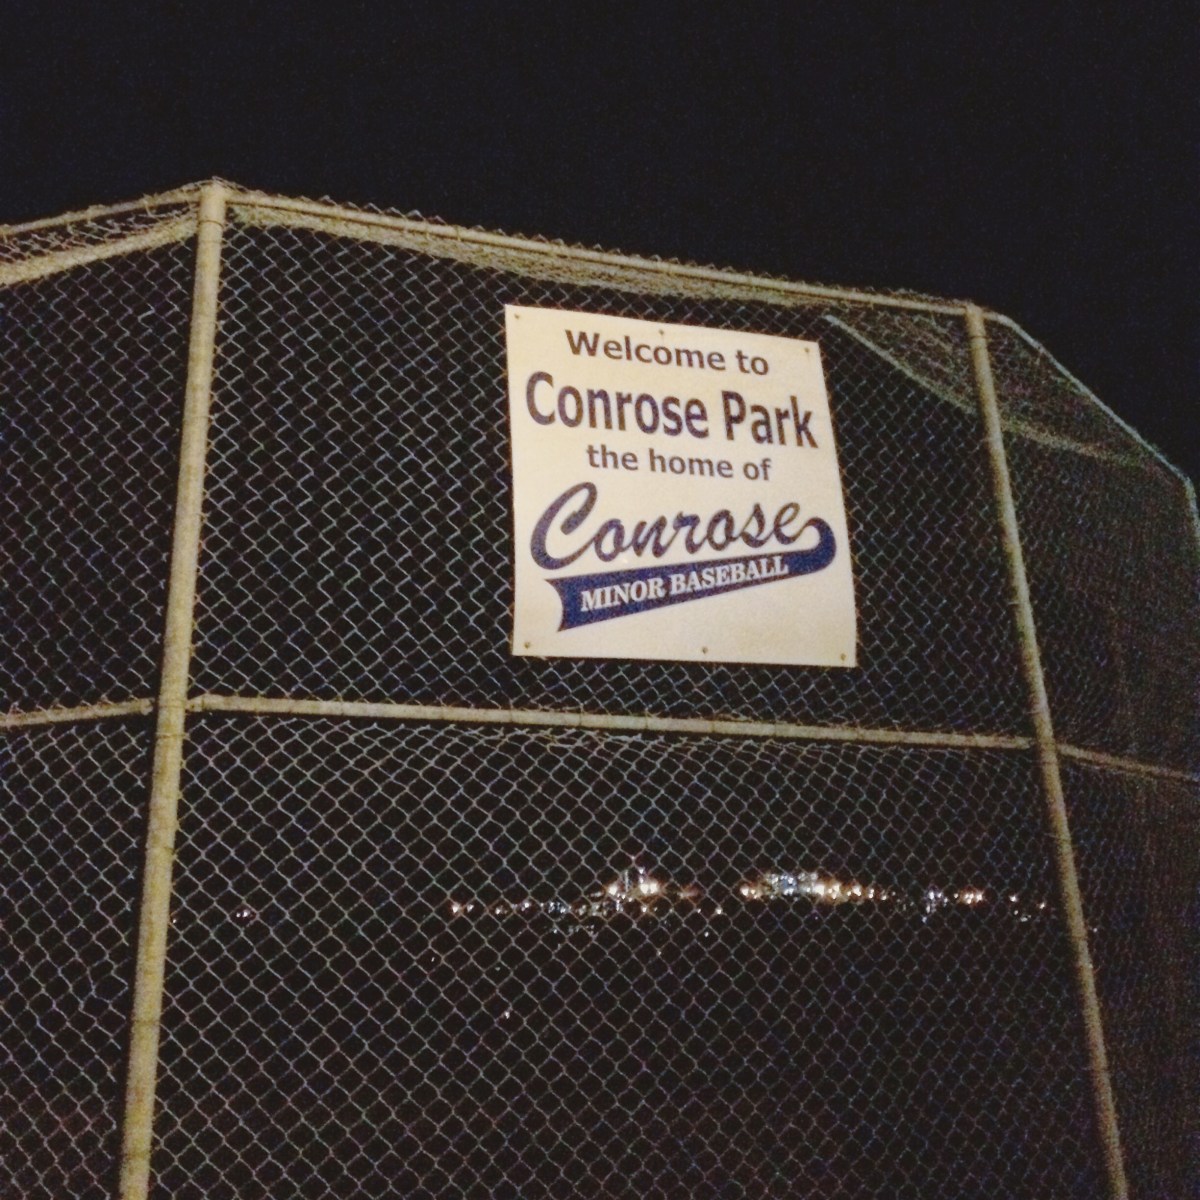 Welcome to
Conrose Park
the home of
Conrose
MINOR BASEBALL